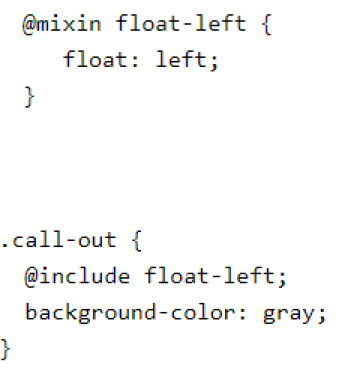 @mixin float-left {
float: left;
}
.call-out {
@include float-left;
background-color: gray;
}